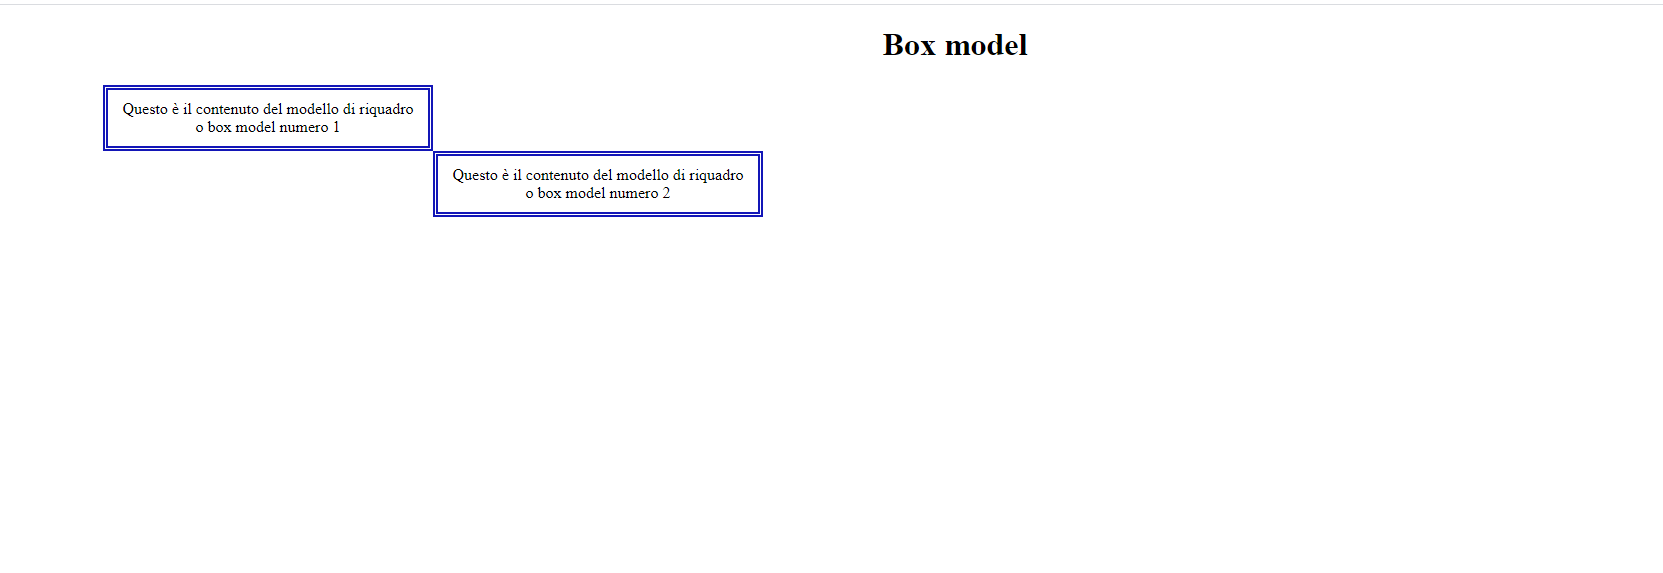 Box model
Questo è il contenuto del modello di riquadro
o box model numero 1
Questo è il contenuto del modello di riquadro
o box model numero 2